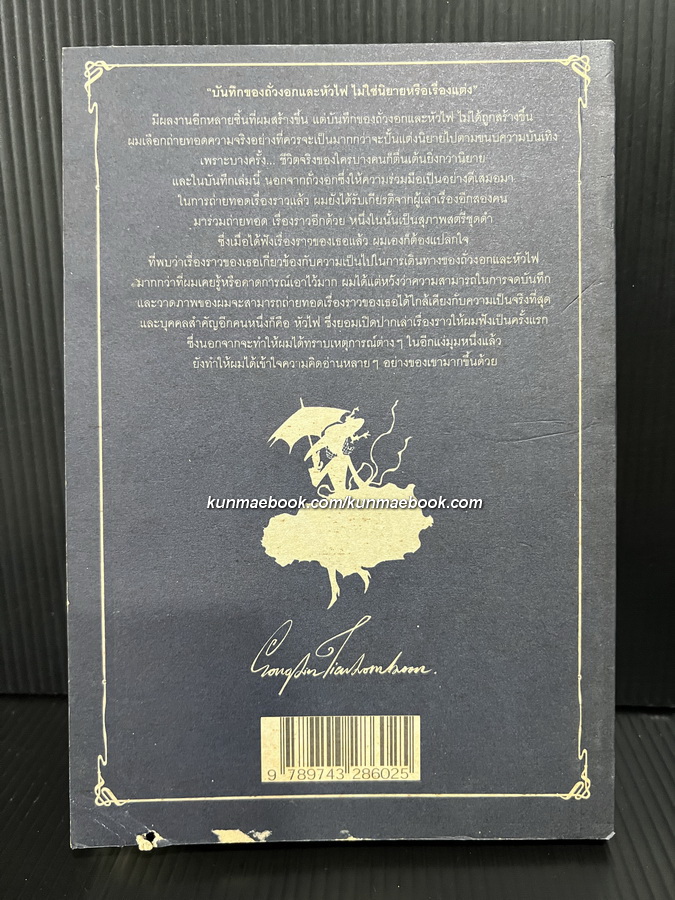 "บันทึกของถั่วงอกและหัวไฟ ไม่ใช่นิยายหรือเรื่องแต่ง"
มีผลงานอีกหลายชิ้นที่ผมสร้างขึ้น แต่บันทึกของถั่วงอกและหัวไฟ ไม่ได้ถูกสร้างขึ้น
ผมเลือกถ่ายทอดความจริงอย่างที่ควรจะเป็นมากกว่าจะปั้นแต่งนิยายไปตามขนบความบันเทิง
เพราะบางครั้ง... ชีวิตจริงของใครบางคนก็ตื่นเต้นยิ่งกว่านิยาย
และในบันทึกเล่มนี้ นอกจากถั่วงอกซึ่งให้ความร่วมมือเป็นอย่างดีเสมอมา
ในการถ่ายทอดเรื่องราวแล้ว ผมยังได้รับเกียรติจากผู้เล่าเรื่องอีกสองคน
มาร่วมถ่ายทอด เรื่องราวอีกด้วย หนึ่งในนั้นเป็นสุภาพสตรีชุดดำ
ซึ่งเมื่อได้ฟังเรื่องราวของเธอแล้ว ผมเองก็ต้องแปลกใจ
ที่พบว่าเรื่องราวของเธอเกี่ยวข้องกับความเป็นไปในการเดินทางของถั่วงอกและหัวไฟ
มากกว่าที่ผมเคยรู้หรือคาดการณ์เอาไว้มาก ผมได้แต่หวังว่าความสามารถในการจดบันทึก
และวาดภาพของผมจะสามารถถ่ายทอดเรื่องราวของเธอได้ใกล้เคียงกับความเป็นจริงที่สุด
และบุคคลสำคัญอีกคนหนึ่งก็คือ หัวไฟ ซึ่งยอมเปิดปากเล่าเรื่องราวให้ผมฟังเป็นครั้งแรก
ซึ่งนอกจากจะทำให้ผมได้ทราบเหตุการณ์ต่างๆ ในอีกแง่มุมหนึ่งแล้ว
ยังทำให้ผมได้เข้าใจความคิดอ่านหลายๆ อย่างของเขามากขึ้นด้วย
kunmaebook.com/kunmaebook.com
9 789743 286025